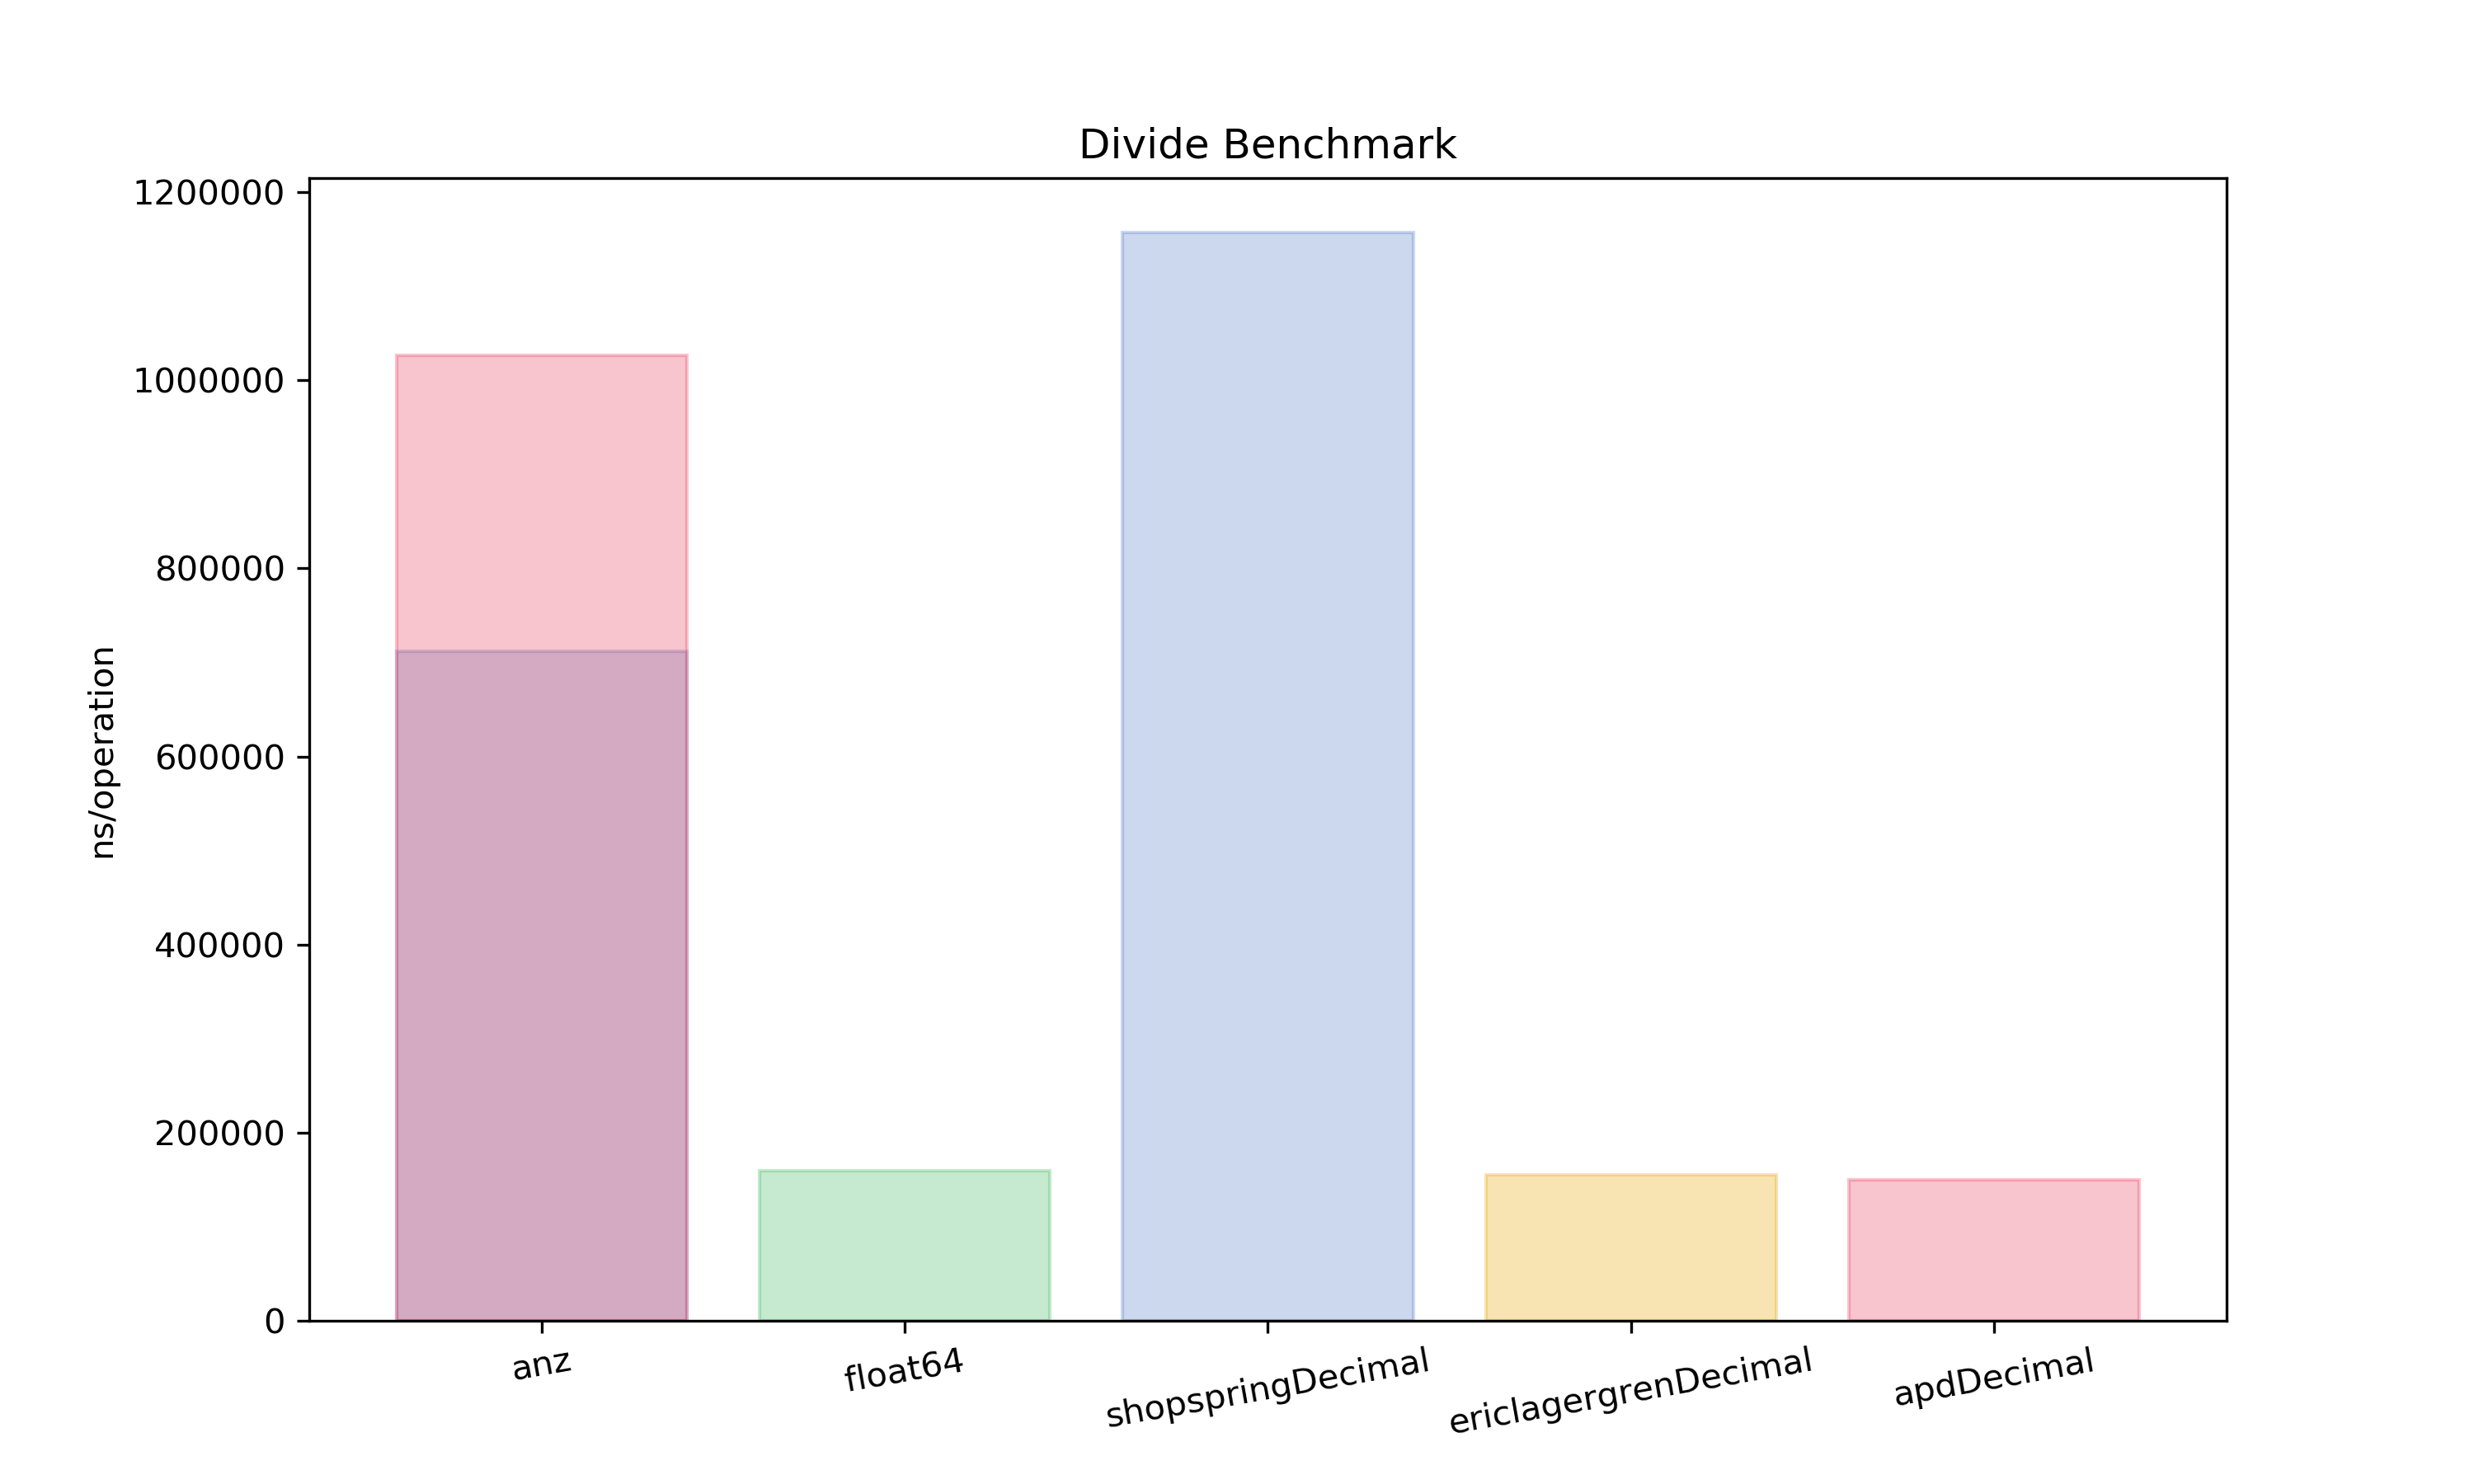 Divide Benchmark
1200000
1000000
800000
600000
400000
200000
0
ns/operation
anz
float64
shopspringDecimal
ericlagergrenDecimal
apdDecimal